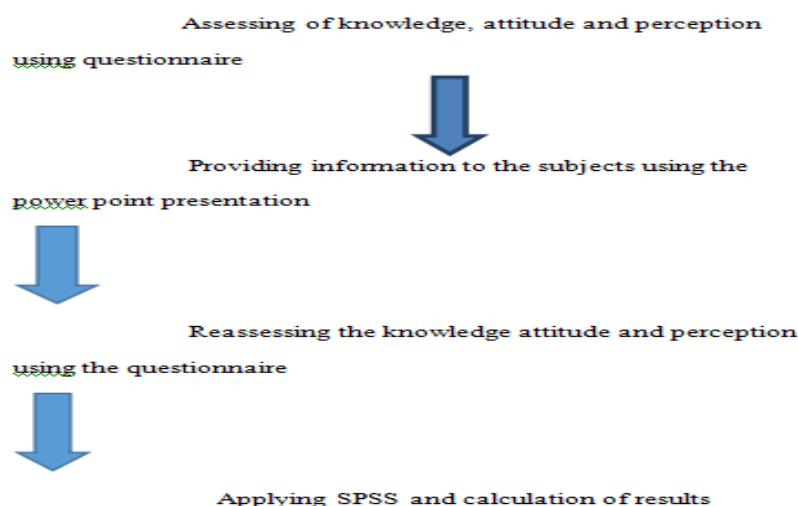 Assessing of knowledge, attitude and perception
using questionnaire
Providing information to the subjects using the
power point presentation
Reassessing the knowledge attitude and perception
using the questionnaire
Applying SPSS and calculation of results